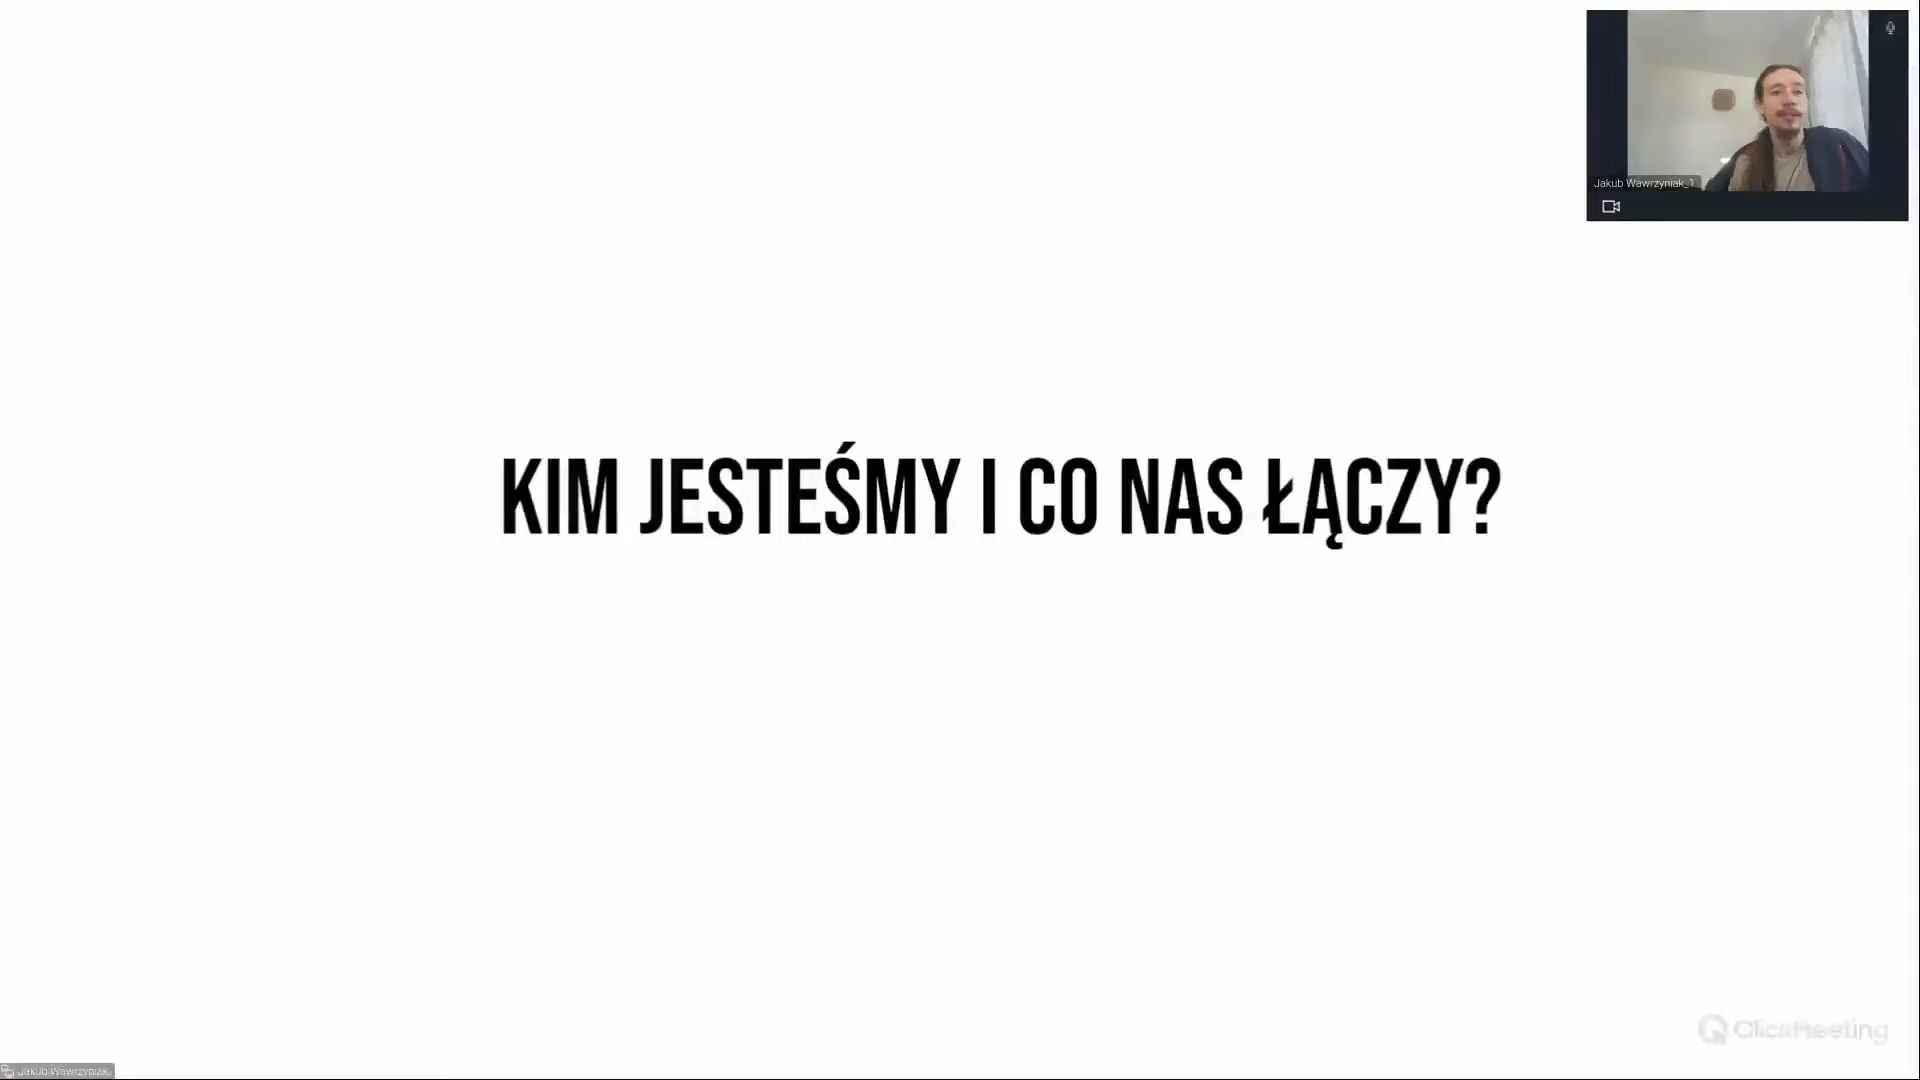 Jakub Wawrzyniak_1
KIM JESTEŚMY I CO NAS ŁĄCZY?
ClickMeeting
Jakub Wawrzyniak